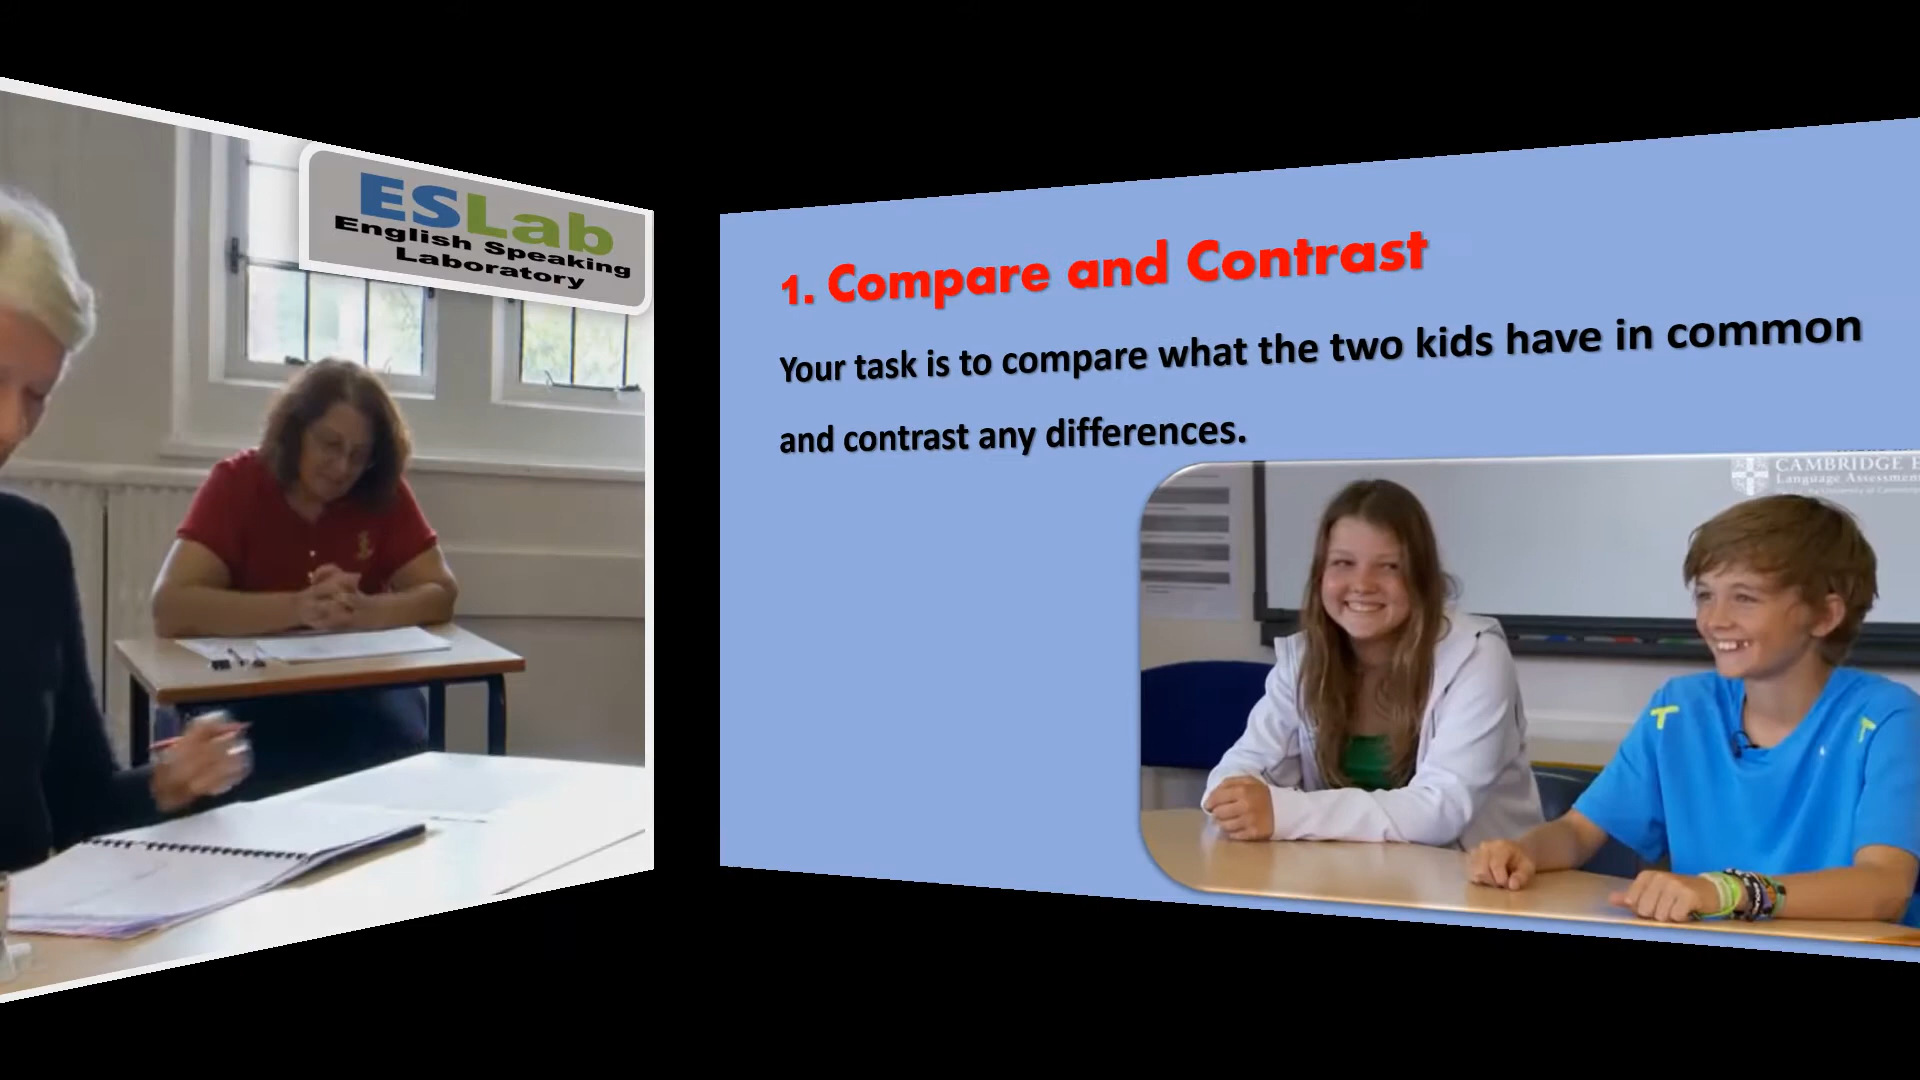 ESLab
English Speaking
Laboratory
1. Compare and Contrast
Your task is to compare what the two kids have in common
and contrast any differences.
CAMBRIDGE E
Language Assessment